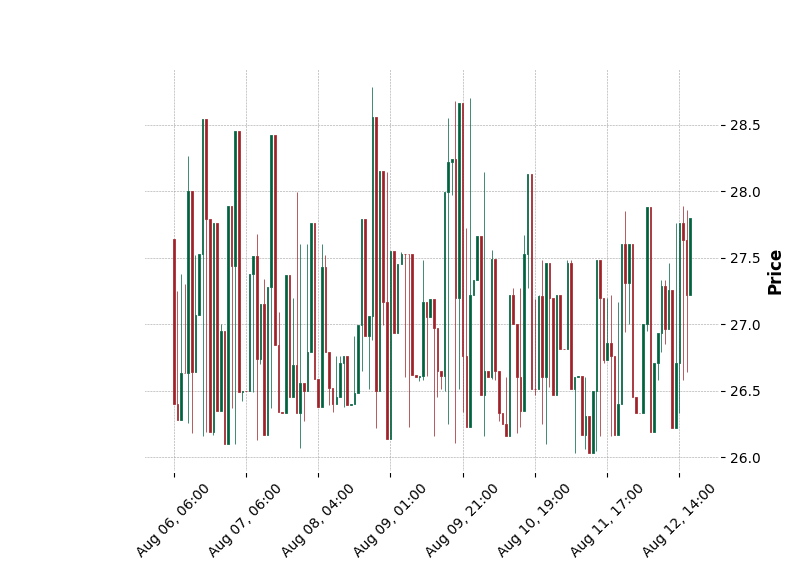 28.5
28.0
27.5
27.0
26.5
26.0
Price
Aug 06, 06:00
Aug 07, 06:00
Aug 08, 04:00
Aug 09, 01:00
Aug 09, 21:00
Aug 10, 19:00
Aug 11, 17:00
Aug 12, 14:00